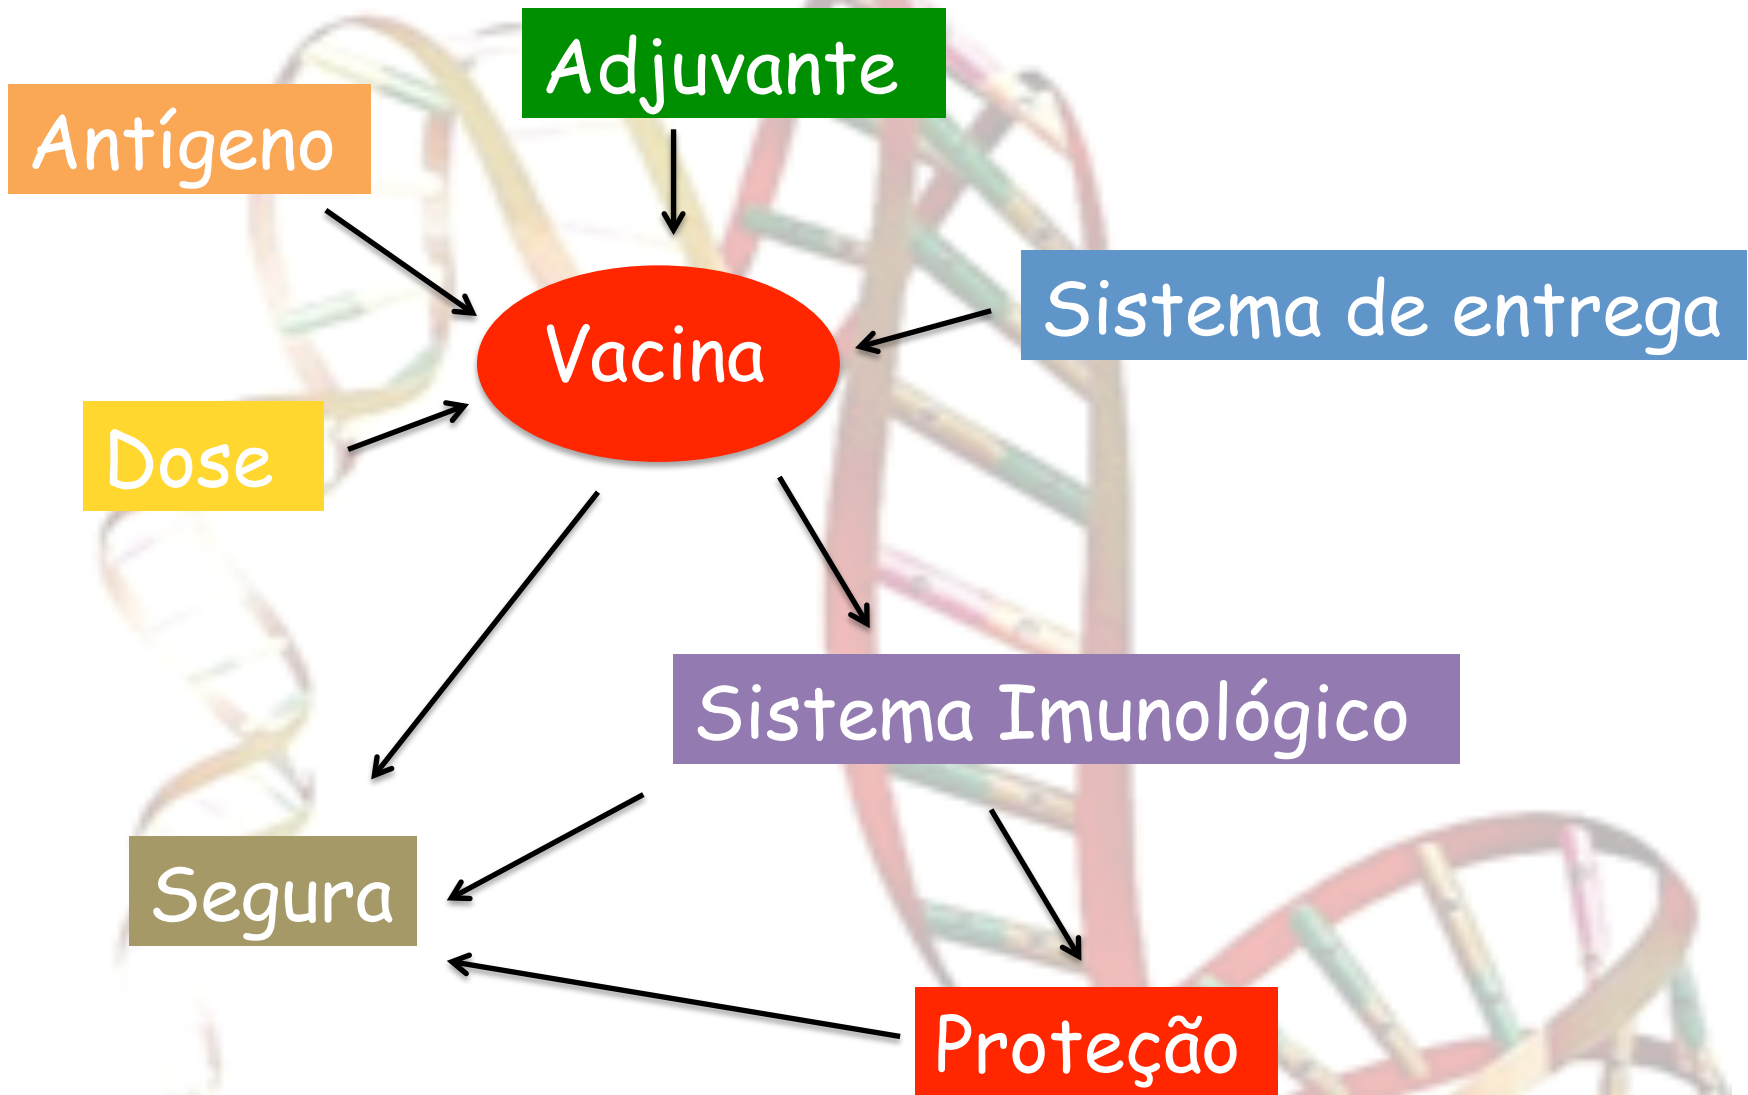 Adjuvante
Antígeno
Sistema de entrega
Vacina
Dose
Sistema Imunológico
Segura
Proteção